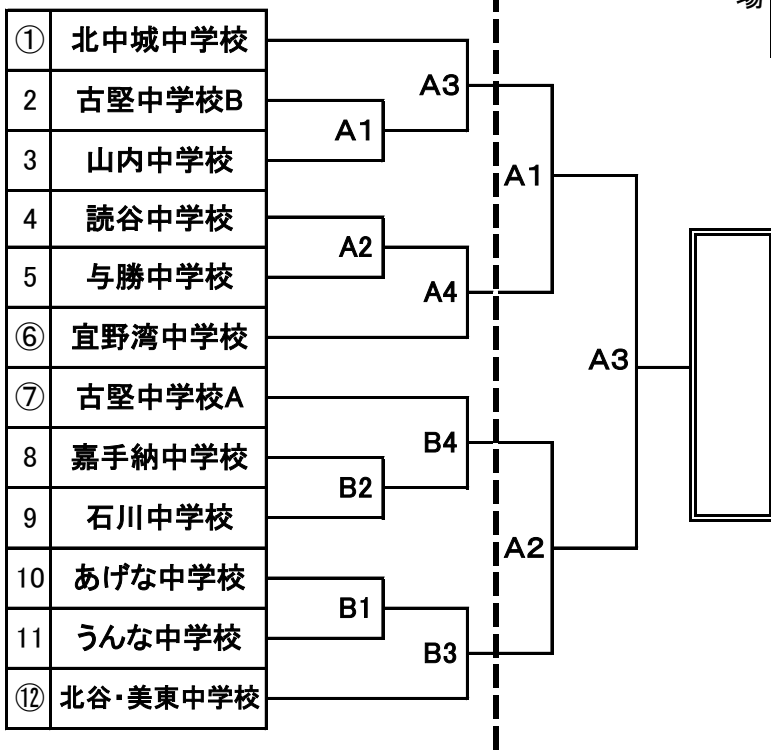 場
① 北中城中学校
2 古堅中学校B
3 山内中学校
4 読谷中学校
5 与勝中学校
⑥ 宜野湾中学校
⑦ 古堅中学校A
8 嘉手納中学校
9 石川中学校
10 あげな中学校
11 うんな中学校
⑫ 北谷・美東中学校
A3
A1
A2
A4
B4
B2
B1
B3
A1
A2
A3